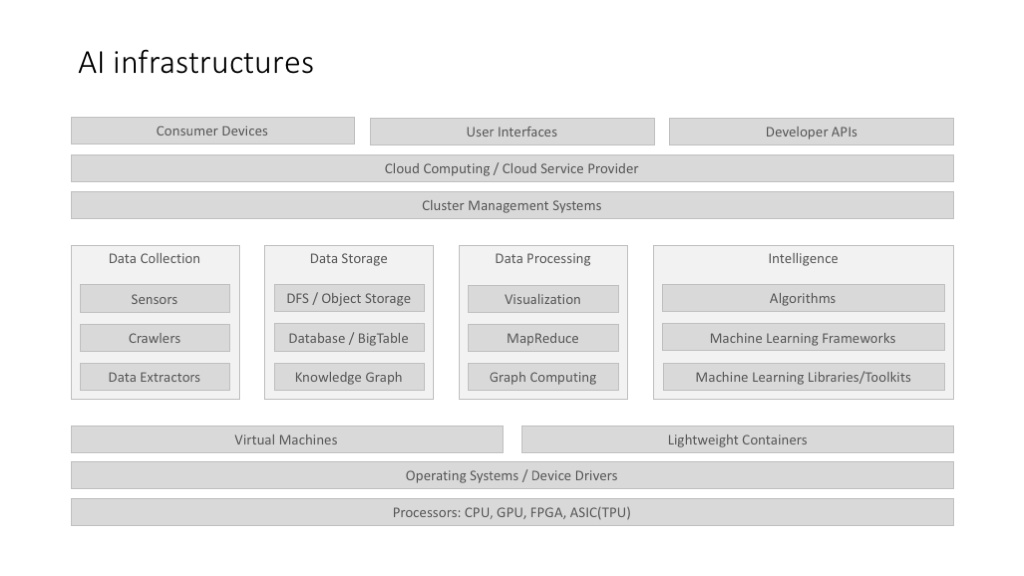 AI infrastructures
Consumer Devices
User Interfaces
Developer APIs
Cloud Computing / Cloud Service Provider
Cluster Management Systems
Data Collection
Sensors
Crawlers
Data Extractors
Data Storage
DFS / Object Storage
Database / BigTable
Knowledge Graph
Data Processing
Visualization
MapReduce
Graph Computing
Intelligence
Algorithms
Machine Learning Frameworks
Machine Learning Libraries/Toolkits
Virtual Machines
Lightweight Containers
Operating Systems / Device Drivers
Processors: CPU, GPU, FPGA, ASIC(TPU)